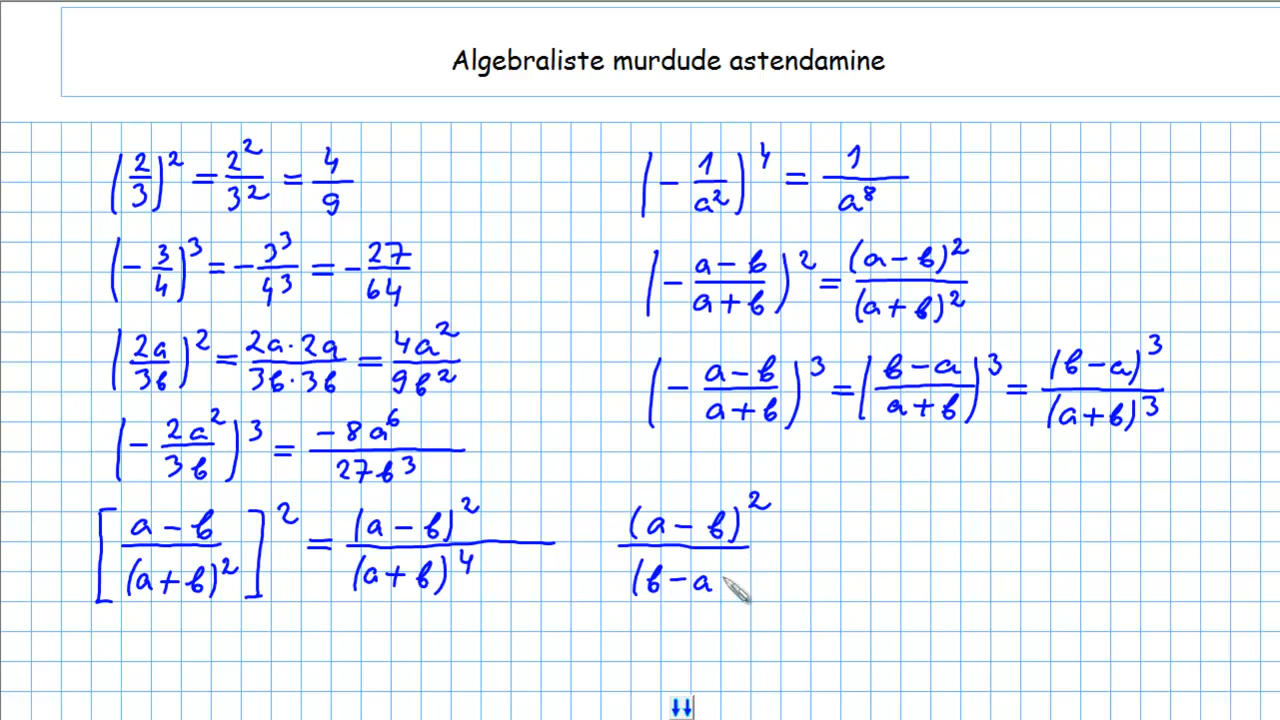 Algebraliste murdude astendamine
(2/3)² = 2²/3² = 4/9
(-3/4)³ = -3³/4³ = -27/64
(2a/3b)² = 2a·2a/3b·3b = 4a²/9b²
(-2a²/3b)³ = -8a⁶/27b³
[a-b/(a+b)²]² = (a-b)²/(a+b)⁴
(-1/a²)⁴ = 1/a⁸
(-a-b/a+b)² = (a-b)²/(a+b)²
(-a-b/a+b)³ = (b-a/a+b)³ = (b-a)³/(a+b)³
(a-b)²/(b-a